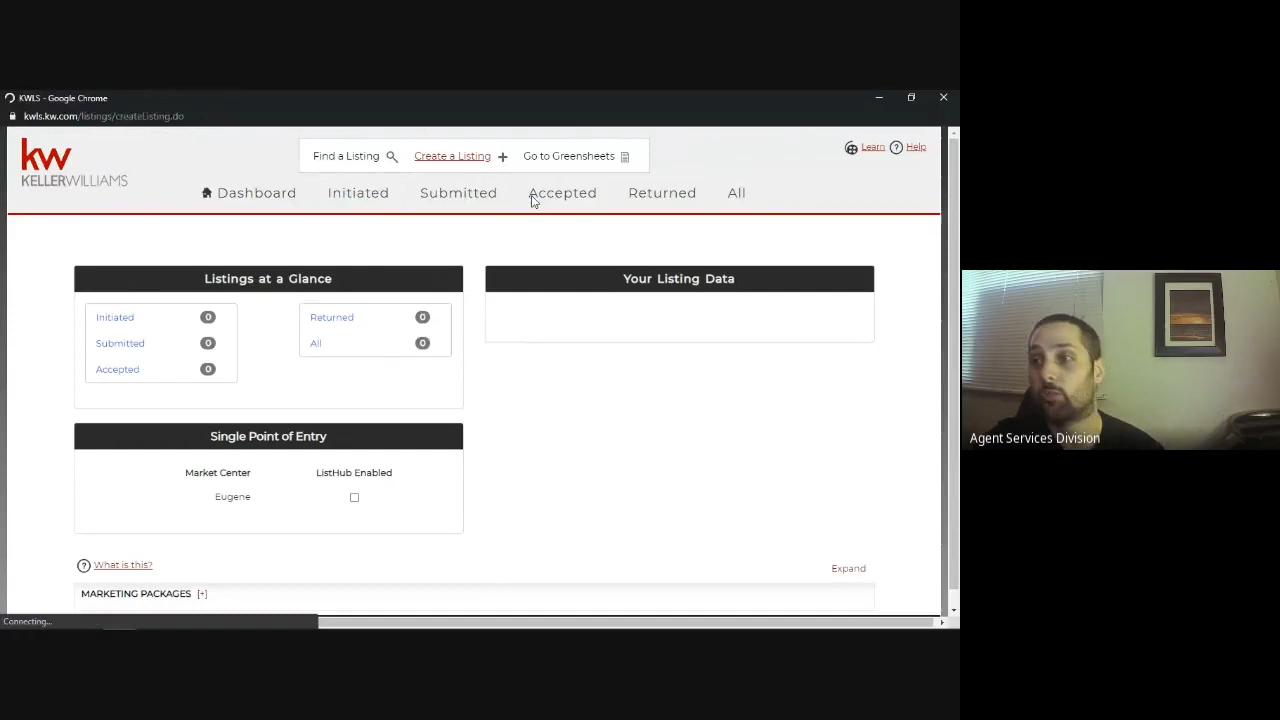 KWLS - Google Chrome
kwls.kw.com/listings/createListing.do
kw
KELLERWILLIAMS
Find a Listing
Create a Listing +
Go to Greensheets
Learn
? Help
Dashboard
Initiated
Submitted
Accepted
Returned
All
Listings at a Glance
Initiated 0
Submitted 0
Accepted 0
Returned 0
All 0
Your Listing Data
Single Point of Entry
Market Center
ListHub Enabled
Eugene
? What is this?
Expand
MARKETING PACKAGES [+]
Connecting...
Agent Services Division